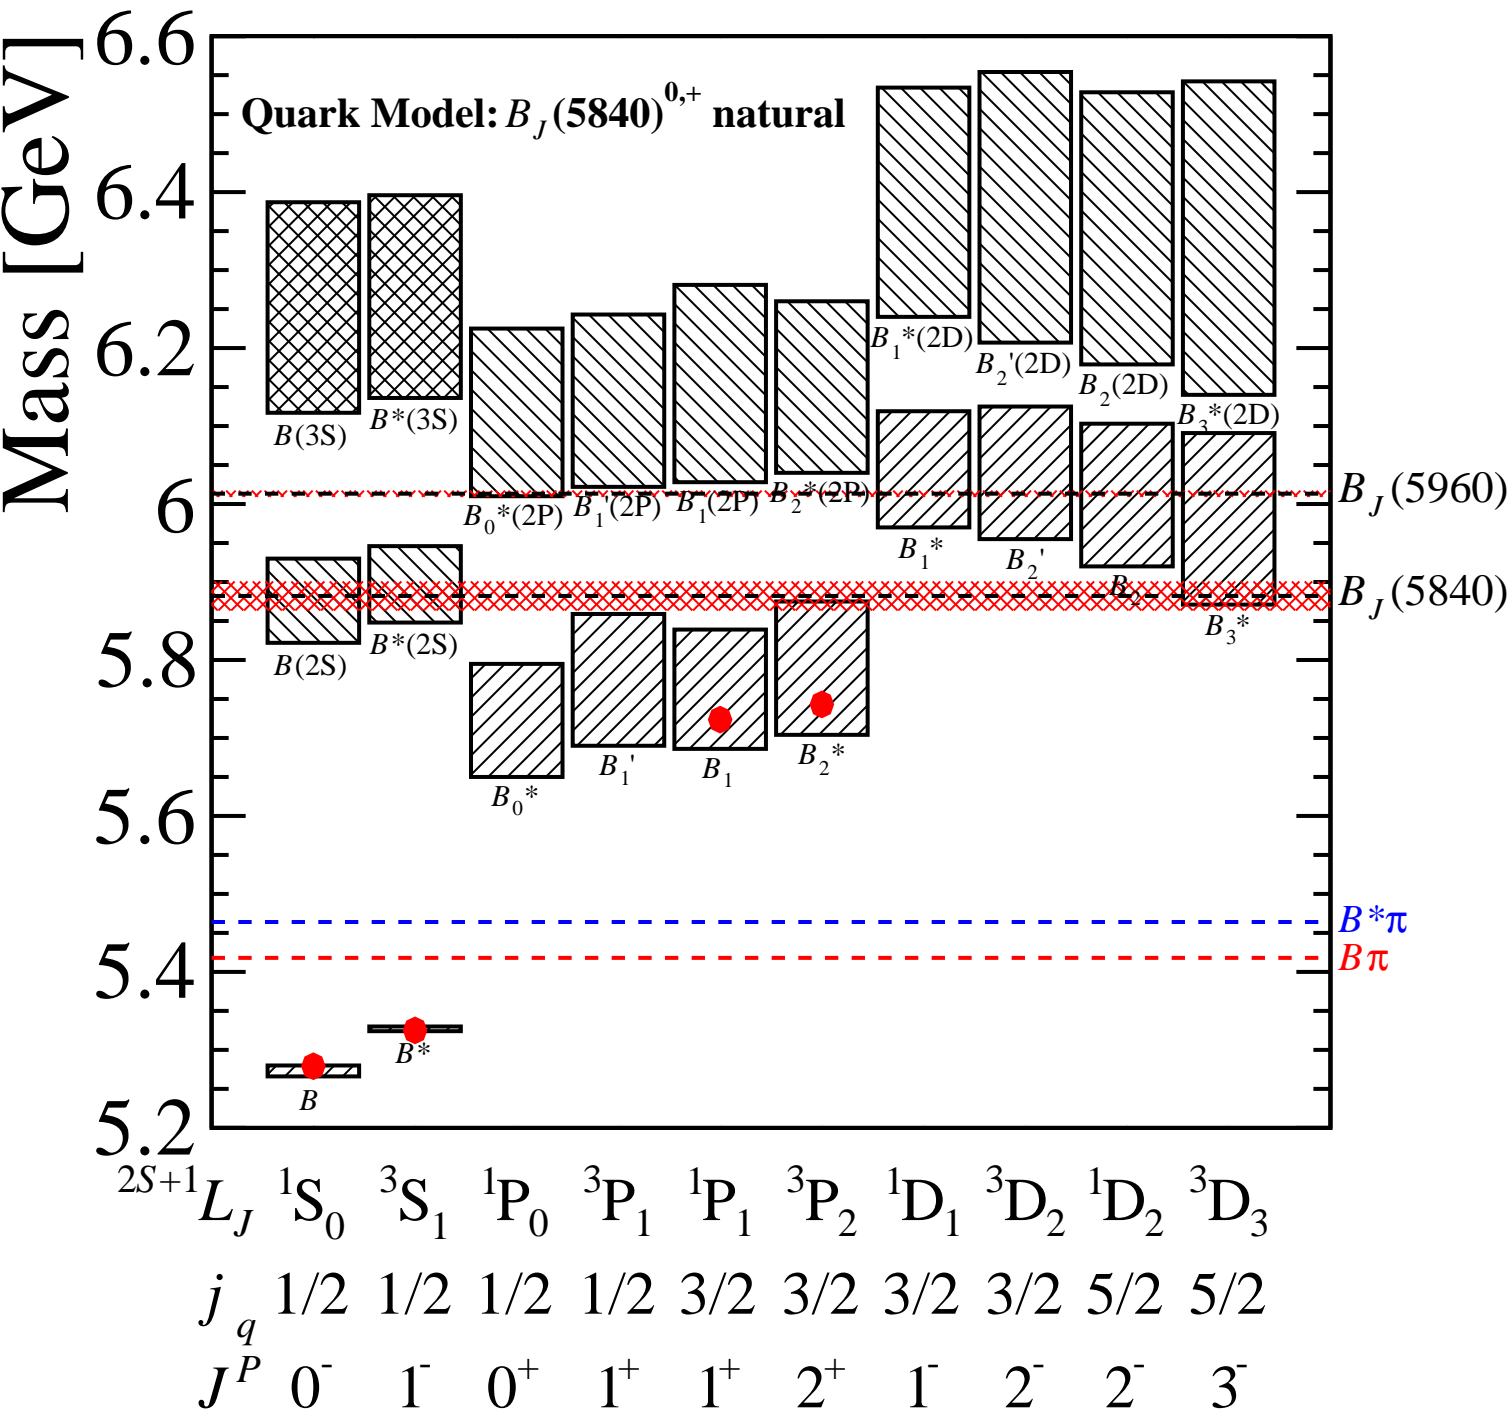 Mass [GeV]
6.6
6.4
6.2
6
5.8
5.6
5.4
5.2
Quark Model: B_J(5840)^{0,+} natural
B(3S)
B*(3S)
B_0*(2P)
B_1'(2P)
B_1(2P)
B_2*(2P)
B_1*(2D)
B_2'(2D)
B_2(2D)
B_3*(2D)
B_J(5960)
B(2S)
B*(2S)
B_1*
B_2'
B_2
B_3*
B_J(5840)
B_0*
B_1'
B_1
B_2*
B*π
Bπ
B
B*
^{2S+1}L_J ^1S_0 ^3S_1 ^1P_0 ^3P_1 ^1P_1 ^3P_2 ^1D_1 ^3D_2 ^1D_2 ^3D_3
j_q 1/2 1/2 1/2 1/2 3/2 3/2 3/2 3/2 5/2 5/2
J^P 0^- 1^- 0^+ 1^+ 1^+ 2^+ 1^- 2^- 2^- 3^-